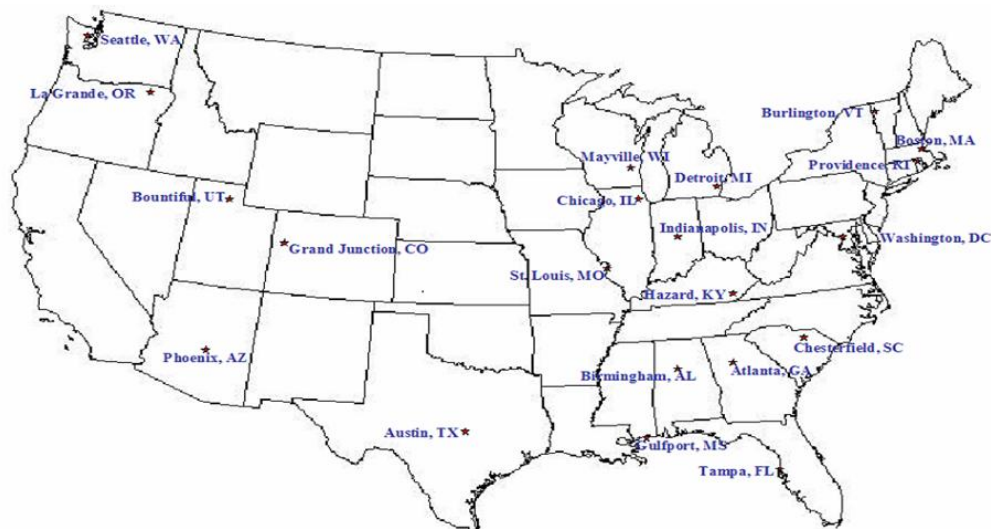 Seattle, WA
La Grande, OR
Burlington, VT
Boston, MA
Mayville, WI
Providence, RI
Detroit, MI
Bountiful, UT
Chicago, IL
Indianapolis, IN
Washington, DC
Grand Junction, CO
St. Louis, MO
Hazard, KY
Chesterfield, SC
Phoenix, AZ
Birmingham, AL
Atlanta, GA
Austin, TX
Gulfport, MS
Tampa, FL